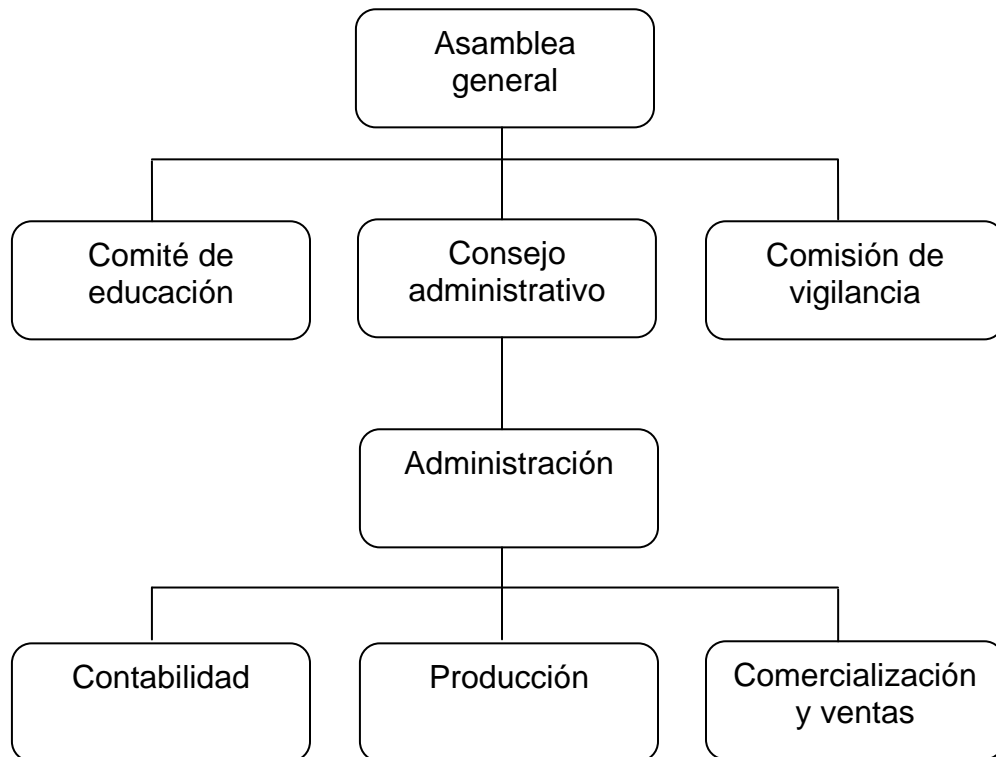 Asamblea
general
Comité de
educación
Consejo
administrativo
Comisión de
vigilancia
Administración
Contabilidad
Producción
Comercialización
y ventas